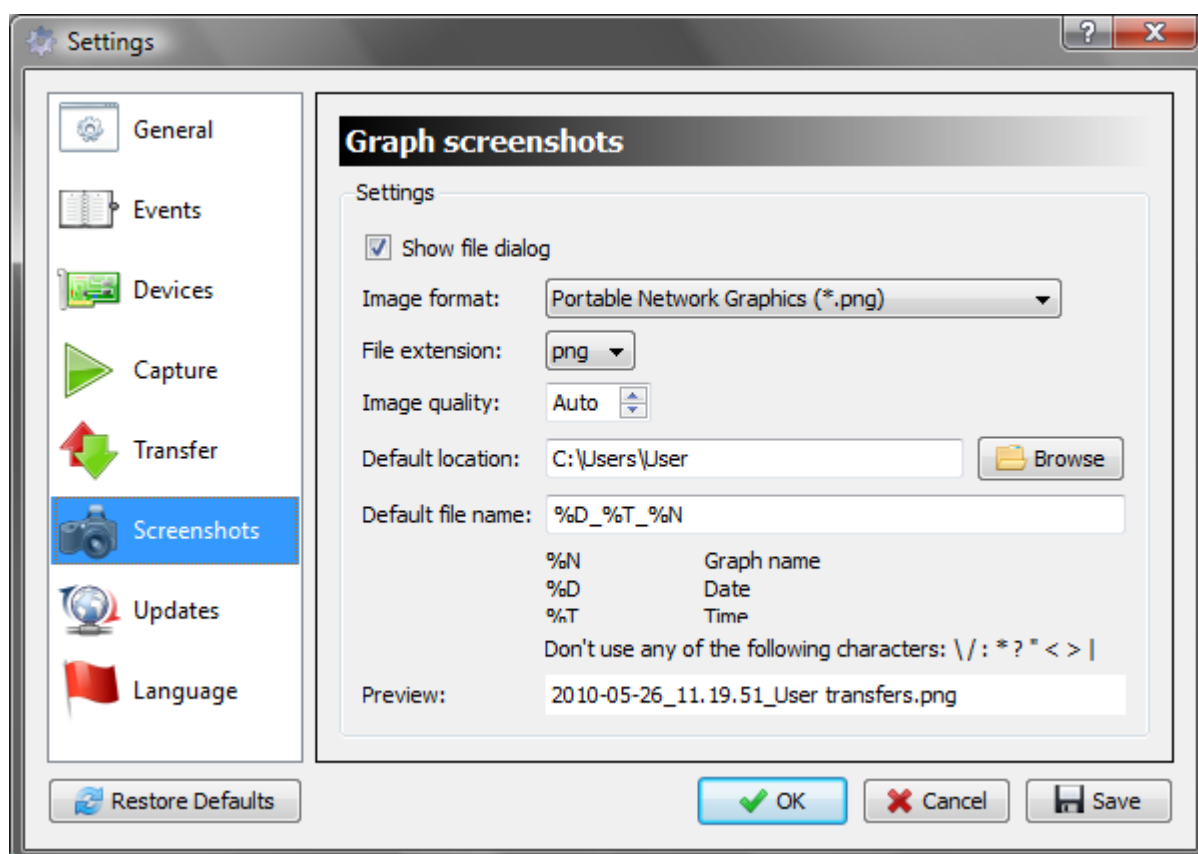 Settings
?
X
General
Events
Devices
Capture
Transfer
Screenshots
Updates
Language
Graph screenshots
Settings
Show file dialog
Image format: Portable Network Graphics (*.png)
File extension: png
Image quality: Auto
Default location: C:\Users\User Browse
Default file name: %D_%T_%N
%N Graph name
%D Date
%T Time
Don't use any of the following characters: \ / : * ? " < > |
Preview: 2010-05-26_11.19.51_User transfers.png
Restore Defaults OK Cancel Save